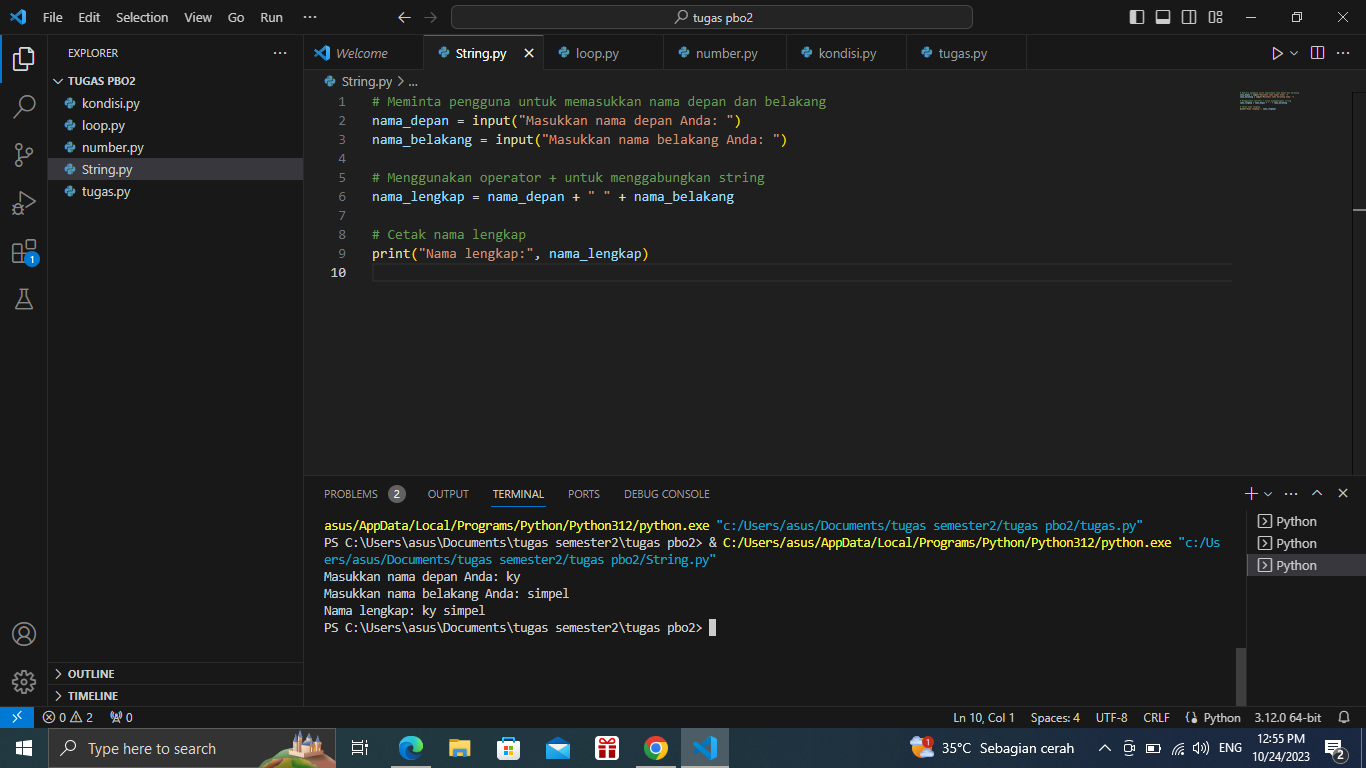 File Edit Selection View Go Run ··· tugas pbo2
EXPLORER ···
TUGAS PBO2
kondisi.py
loop.py
number.py
String.py
tugas.py
OUTLINE
TIMELINE
1
Welcome String.py loop.py number.py kondisi.py tugas.py
String.py > ...
1 # Meminta pengguna untuk memasukkan nama depan dan belakang
2 nama_depan = input("Masukkan nama depan Anda: ")
3 nama_belakang = input("Masukkan nama belakang Anda: ")
4
5 # Menggunakan operator + untuk menggabungkan string
6 nama_lengkap = nama_depan + " " + nama_belakang
7
8 # Cetak nama lengkap
9 print("Nama lengkap:", nama_lengkap)
10
PROBLEMS 2 OUTPUT TERMINAL PORTS DEBUG CONSOLE
asus/AppData/Local/Programs/Python/Python312/python.exe "c:/Users/asus/Documents/tugas semester2/tugas pbo2/tugas.py"
PS C:\Users\asus\Documents\tugas semester2\tugas pbo2> & C:/Users/asus/AppData/Local/Programs/Python/Python312/python.exe "c:/Us
ers/asus/Documents/tugas semester2/tugas pbo2/String.py"
Masukkan nama depan Anda: ky
Masukkan nama belakang Anda: simpel
Nama lengkap: ky simpel
PS C:\Users\asus\Documents\tugas semester2\tugas pbo2>
Python
Python
Python
0 2 0 Ln 10, Col 1 Spaces: 4 UTF-8 CRLF Python 3.12.0 64-bit
Type here to search 1 35°C Sebagian cerah ENG 12:55 PM 2
10/24/2023